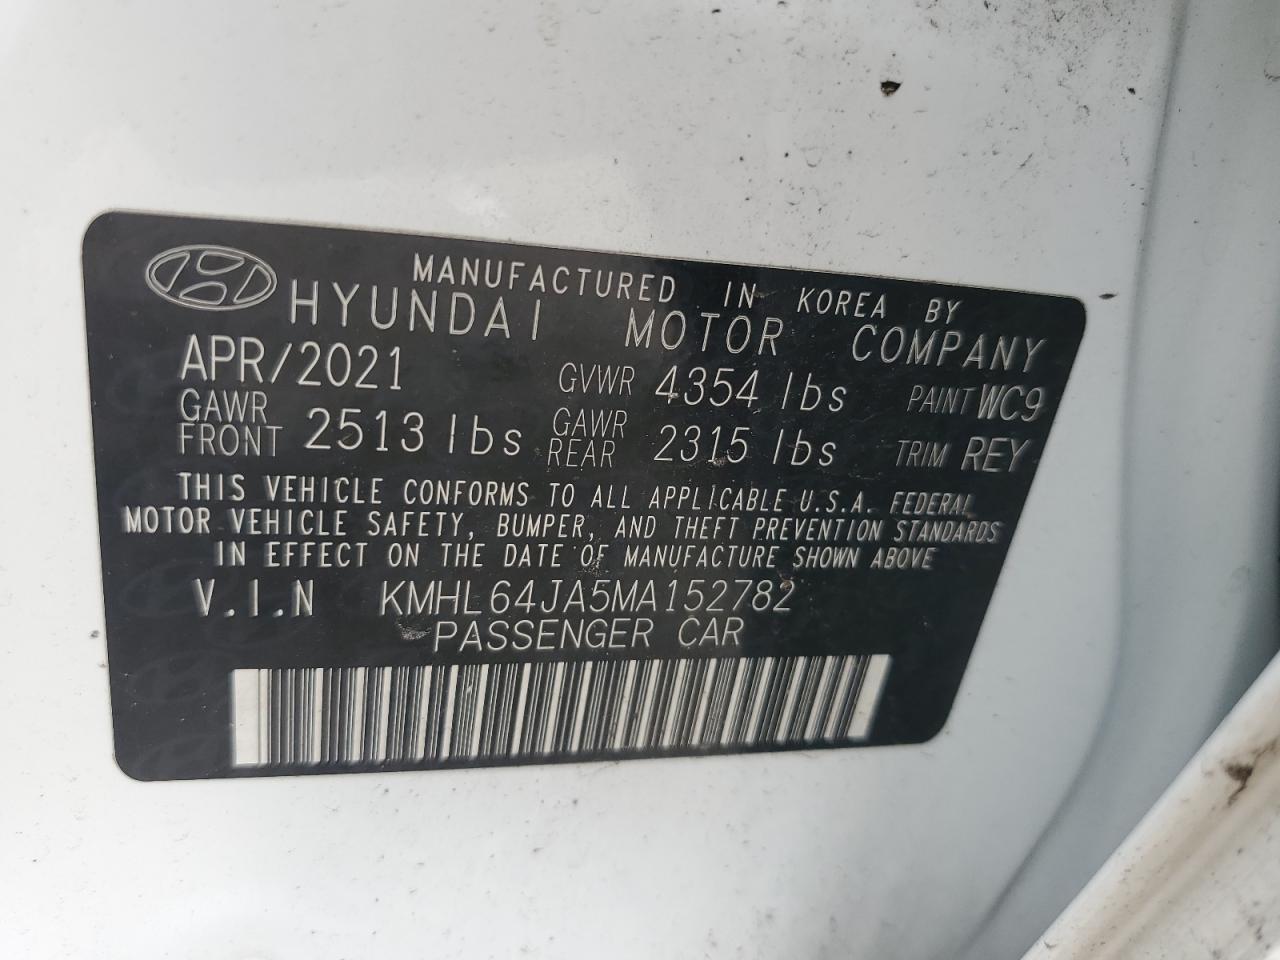 MANUFACTURED IN KOREA BY
HYUNDAI MOTOR COMPANY
APR/2021 GVWR 4354 lbs PAINT WC9
GAWR FRONT 2513 lbs GAWR REAR 2315 lbs TRIM REY
THIS VEHICLE CONFORMS TO ALL APPLICABLE U.S.A. FEDERAL
MOTOR VEHICLE SAFETY, BUMPER, AND THEFT PREVENTION STANDARDS
IN EFFECT ON THE DATE OF MANUFACTURE SHOWN ABOVE
V.I.N KMHL64JA5MA152782
PASSENGER CAR